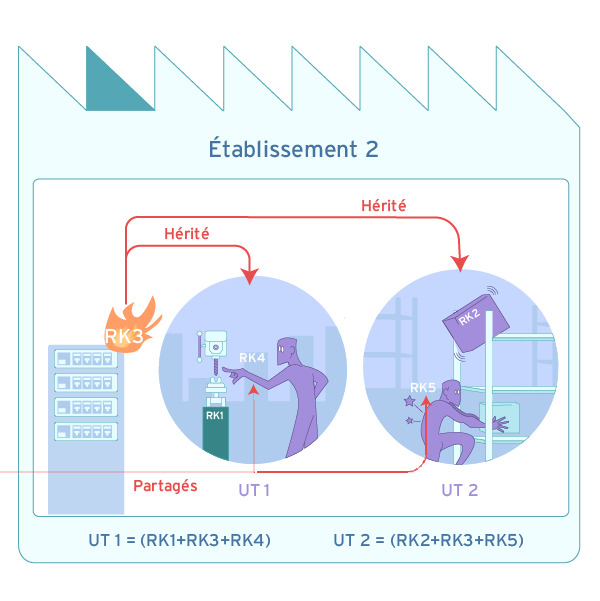 Établissement 2
Hérité
Hérité
RK3
RK4
RK2
RK5
RK1
Partagés
UT 1
UT 2
UT 1 = (RK1+RK3+RK4)
UT 2 = (RK2+RK3+RK5)